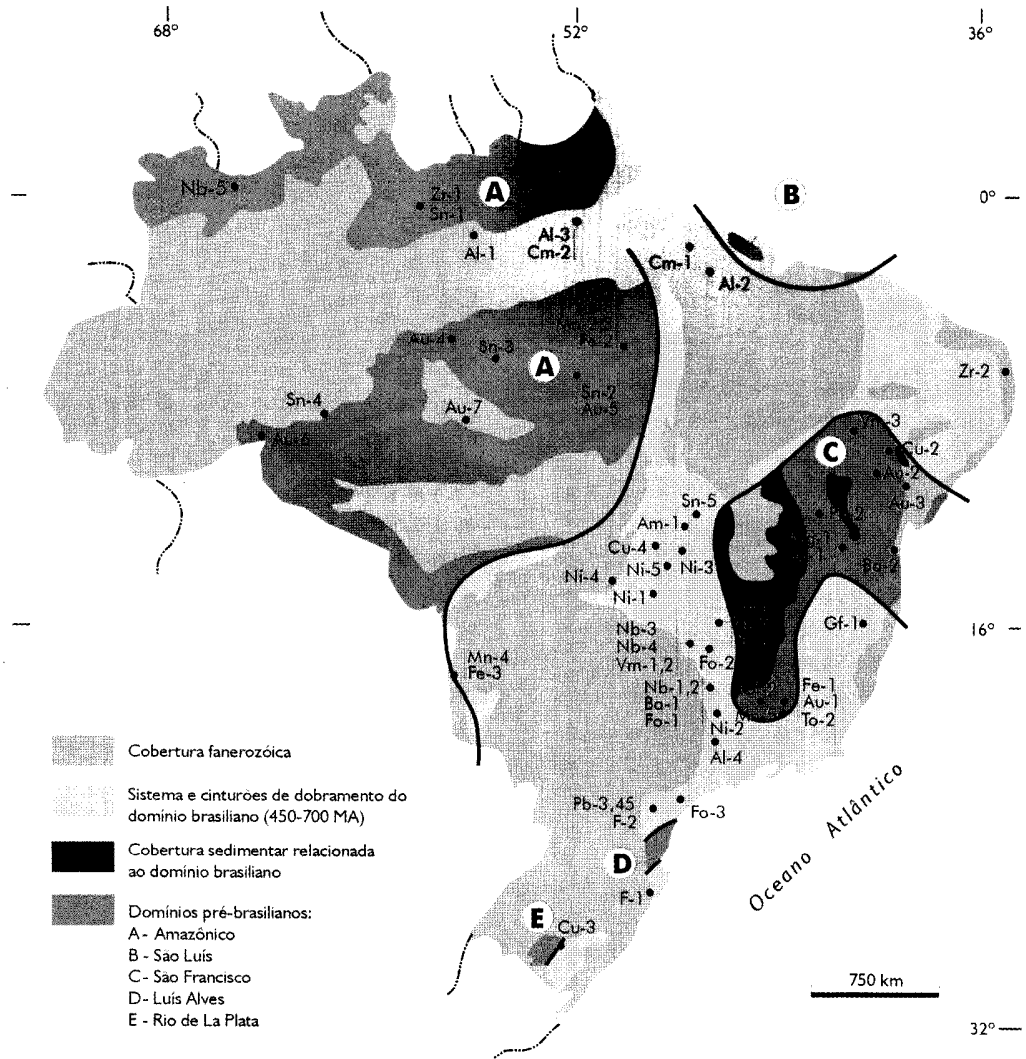 68°
52°
36°
0°
16°
32°
Nb-5
Zr-1
Sn-1
A
B
Al-1
Al-3
Cm-2
Cm-1
Al-2
Au-4
Sn-3
A
Sn-2
Au-5
Zr-2
Sn-4
Au-7
C
Cu-2
Au-2
Au-3
Sn-5
Am-1
Cu-4
Ni-5
Ni-3
Ni-4
Ni-1
Ba-2
Gf-1
Nb-3
Nb-4
Vm-1,2
Fo-2
Mn-4
Fe-3
Nb-1,2
Ba-1
Fo-1
Fe-1
Au-1
To-2
Ni-2
Al-4
Pb-3,45
F-2
Fo-3
D
F-1
E
Cu-3
Oceano Atlântico
750 km
Cobertura fanerozóica
Sistema e cinturões de dobramento do
domínio brasiliano (450-700 MA)
Cobertura sedimentar relacionada
ao domínio brasiliano
Domínios pré-brasilianos:
A - Amazônico
B - São Luís
C - São Francisco
D- Luís Alves
E - Rio de La Plata